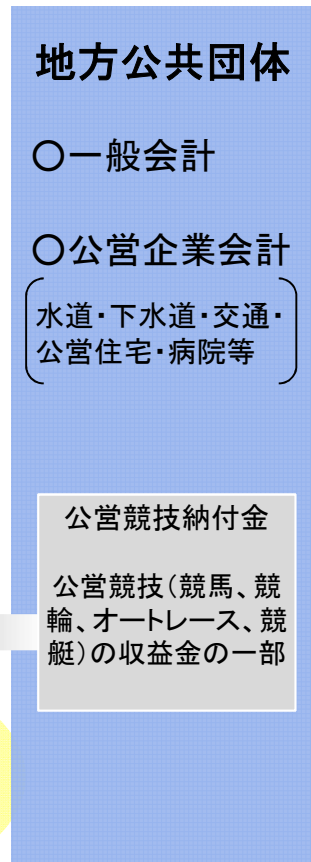 地方公共団体
○一般会計
○公営企業会計
水道・下水道・交通・
公営住宅・病院等
公営競技納付金
公営競技(競馬、競
輪、オートレース、競
艇)の収益金の一部